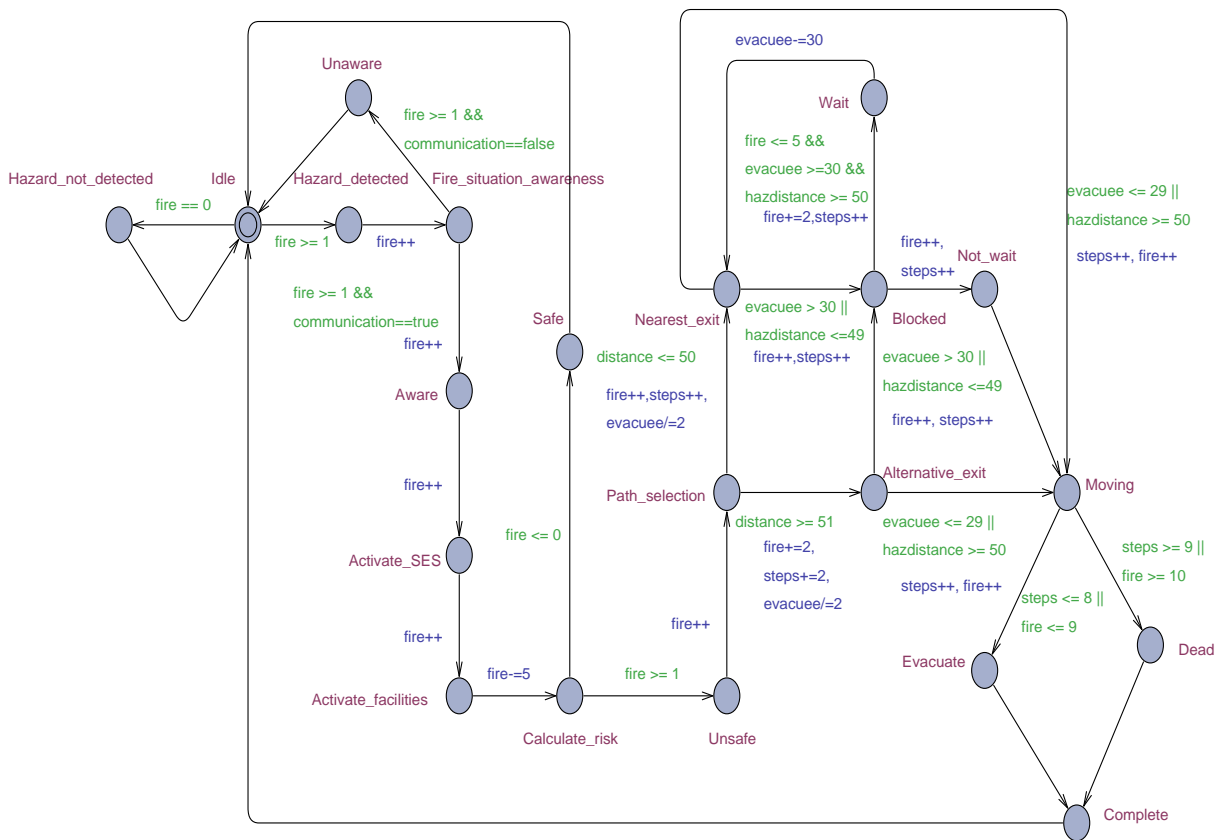 evacuee-=30
Unaware
Wait
fire >= 1 &&
communication==false
fire <= 5 &&
evacuee >=30 &&
hazdistance >= 50
fire+=2,steps++
Hazard_not_detected
Idle
Hazard_detected
Fire_situation_awareness
evacuee <= 29 ||
hazdistance >= 50
steps++, fire++
fire == 0
fire >= 1
fire++
fire++,
steps++
Not_wait
fire >= 1 &&
communication==true
fire++
Safe
Nearest_exit
evacuee > 30 ||
hazdistance <=49
fire++,steps++
Blocked
distance <= 50
fire++,steps++,
evacuee/=2
evacuee > 30 ||
hazdistance <=49
fire++, steps++
Aware
fire++
Path_selection
Alternative_exit
Moving
distance >= 51
fire+=2,
steps+=2,
evacuee/=2
evacuee <= 29 ||
hazdistance >= 50
steps++, fire++
steps >= 9 ||
fire >= 10
fire <= 0
Activate_SES
steps <= 8 ||
fire <= 9
fire++
fire++
Evacuate
Dead
Activate_facilities
fire-=5
fire >= 1
Calculate_risk
Unsafe
Complete